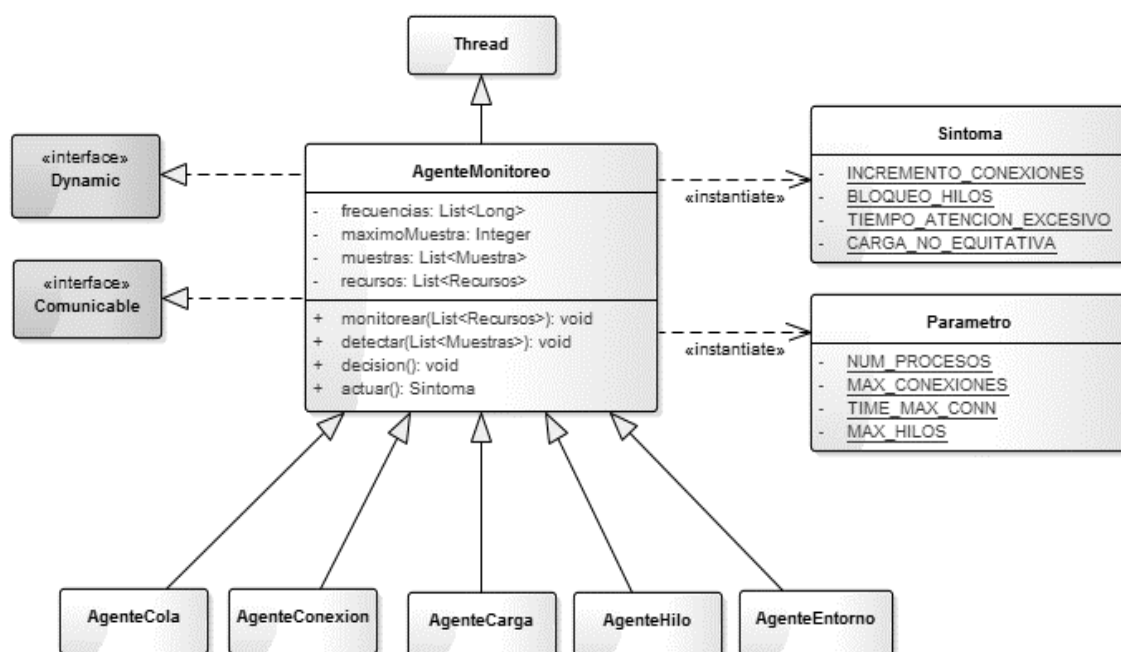 Thread
«interface»
Dynamic
«interface»
Comunicable
AgenteMonitoreo
- frecuencias: List<Long>
- maximoMuestra: Integer
- muestras: List<Muestra>
- recursos: List<Recursos>
+ monitorear(List<Recursos>): void
+ detectar(List<Muestras>): void
+ decision(): void
+ actuar(): Sintoma
«instantiate»
«instantiate»
Sintoma
- INCREMENTO_CONEXIONES
- BLOQUEO_HILOS
- TIEMPO_ATENCION_EXCESIVO
- CARGA_NO_EQUITATIVA
Parametro
- NUM_PROCESOS
- MAX_CONEXIONES
- TIME_MAX_CONN
- MAX_HILOS
AgenteCola
AgenteConexion
AgenteCarga
AgenteHilo
AgenteEntorno